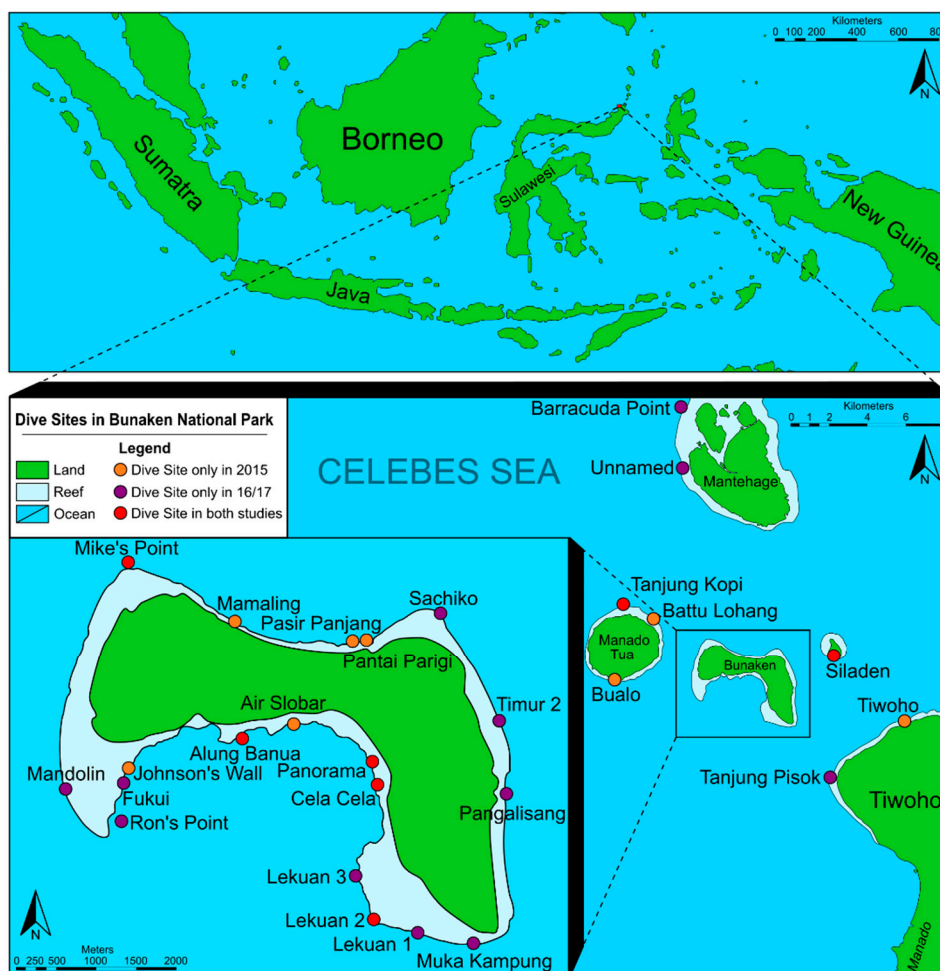 Kilometers
0 100 200 400 600
N
Borneo
Sumatra
Sulawesi
New Guinea
Java
Dive Sites in Bunaken National Park
Legend
Land
Reef
Ocean
Dive Site only in 2015
Dive Site only in 16/17
Dive Site in both studies
CELEBES SEA
Barracuda Point
Unnamed
Mantehage
Kilometers
0 1 2 4 6
N
Mike's Point
Mamaling
Pasir Panjang
Pantai Parigi
Sachiko
Air Slobar
Timur 2
Alung Banua
Mandolin
Johnson's Wall
Panorama
Fukui
Cela Cela
Pangalisang
Ron's Point
Lekuan 3
Lekuan 2
Lekuan 1
Muka Kampung
N
Meters
0 250 500 1000 1500 2000
Tanjung Kopi
Battu Lohang
Manado
Tua
Bunaken
Siladen
Bualo
Tiwoho
Tanjung Pisok
Tiwoho
Manado